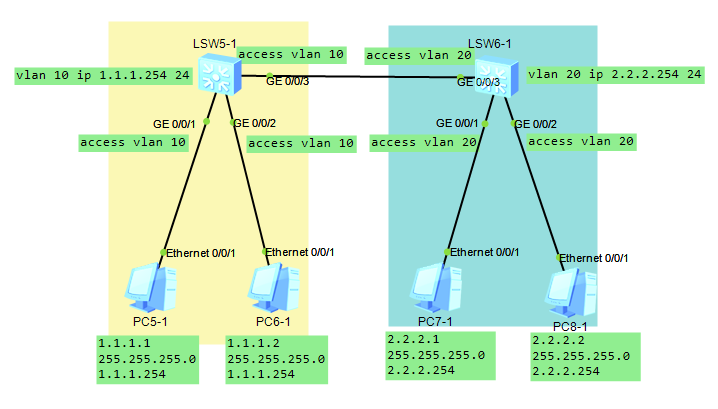 LSW5-1
LSW6-1
access vlan 10
access vlan 20
vlan 10 ip 1.1.1.254 24
vlan 20 ip 2.2.2.254 24
GE 0/0/3
GE 0/0/3
GE 0/0/1
GE 0/0/2
GE 0/0/1
GE 0/0/2
access vlan 10
access vlan 10
access vlan 20
access vlan 20
Ethernet 0/0/1
Ethernet 0/0/1
Ethernet 0/0/1
Ethernet 0/0/1
PC5-1
PC6-1
PC7-1
PC8-1
1.1.1.1
255.255.255.0
1.1.1.254
1.1.1.2
255.255.255.0
1.1.1.254
2.2.2.1
255.255.255.0
2.2.2.254
2.2.2.2
255.255.255.0
2.2.2.254